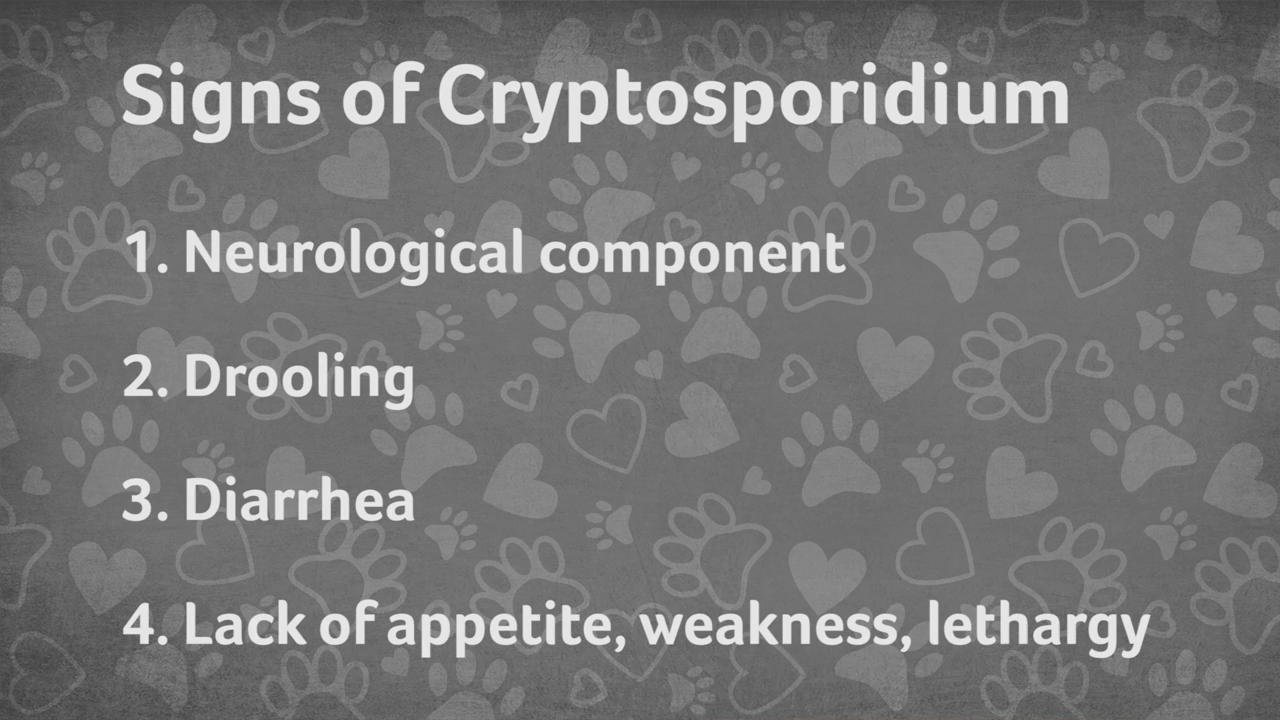 Signs of Cryptosporidium
1. Neurological component
2. Drooling
3. Diarrhea
4. Lack of appetite, weakness, lethargy